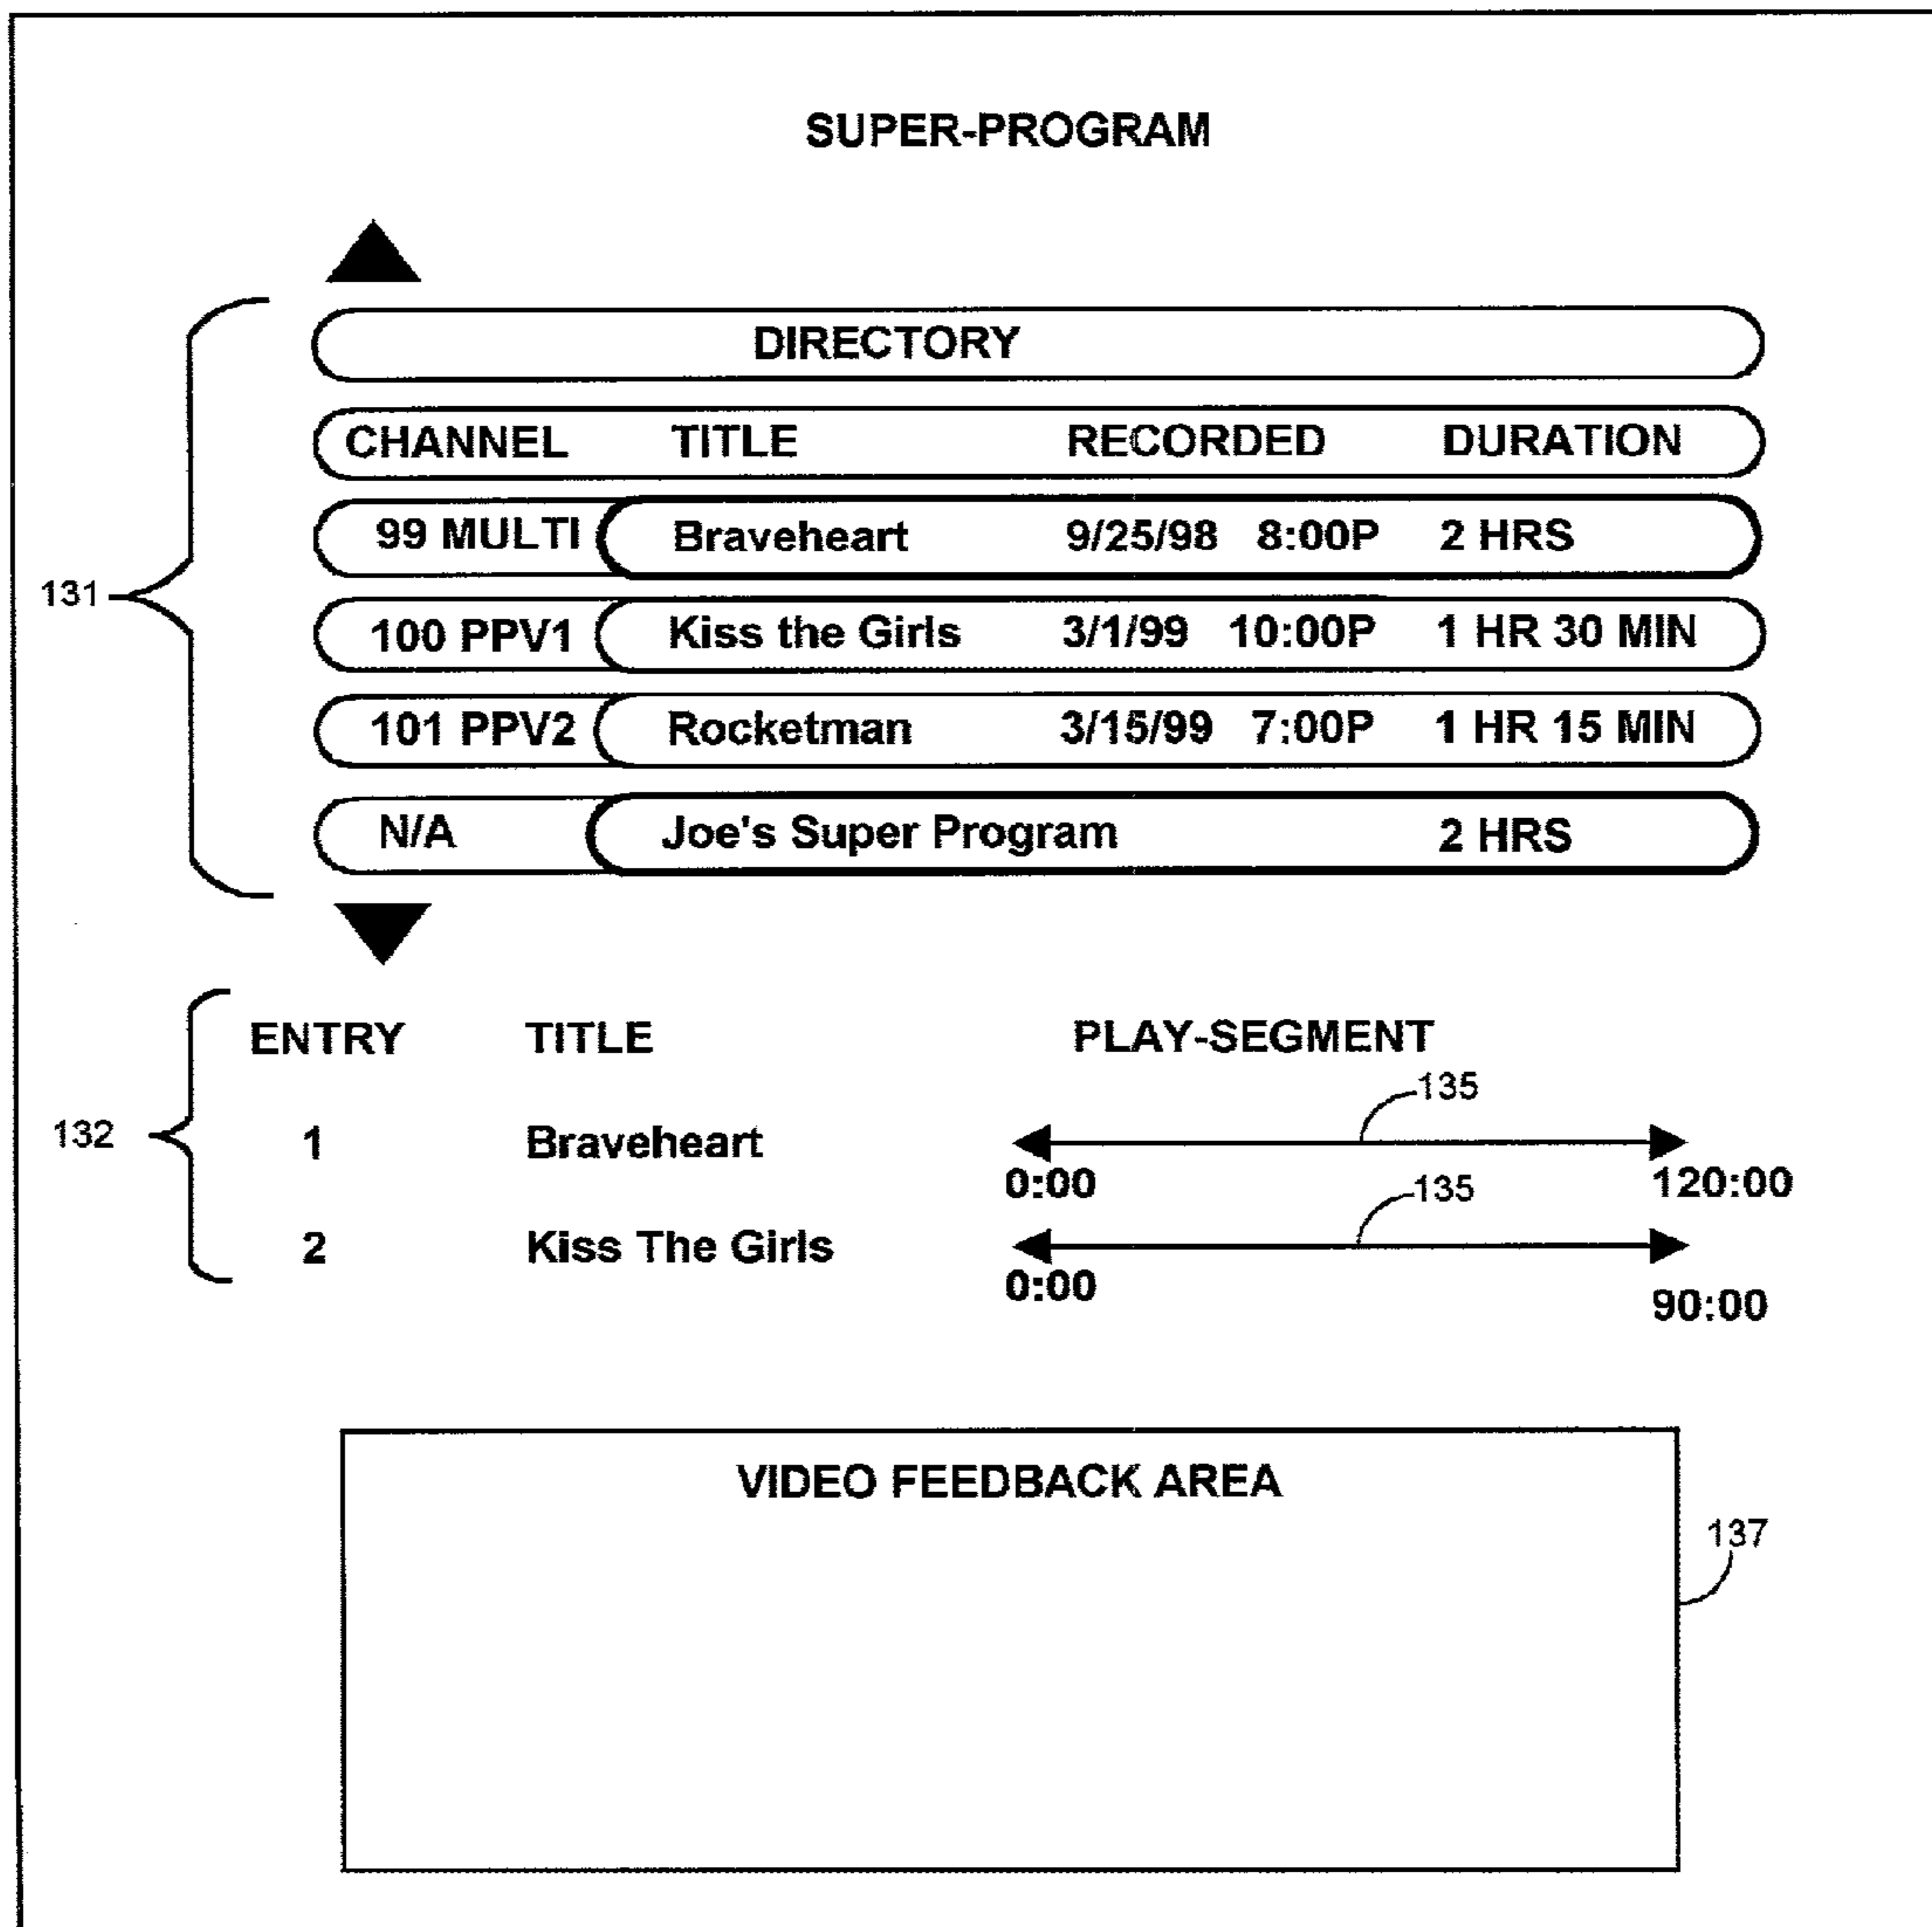 SUPER-PROGRAM
DIRECTORY
CHANNEL TITLE RECORDED DURATION
99 MULTI Braveheart 9/25/98 8:00P 2 HRS
131
100 PPV1 Kiss the Girls 3/1/99 10:00P 1 HR 30 MIN
101 PPV2 Rocketman 3/15/99 7:00P 1 HR 15 MIN
N/A Joe's Super Program 2 HRS
ENTRY TITLE PLAY-SEGMENT
135
132 1 Braveheart
0:00 120:00
135
2 Kiss The Girls
0:00 90:00
VIDEO FEEDBACK AREA
137